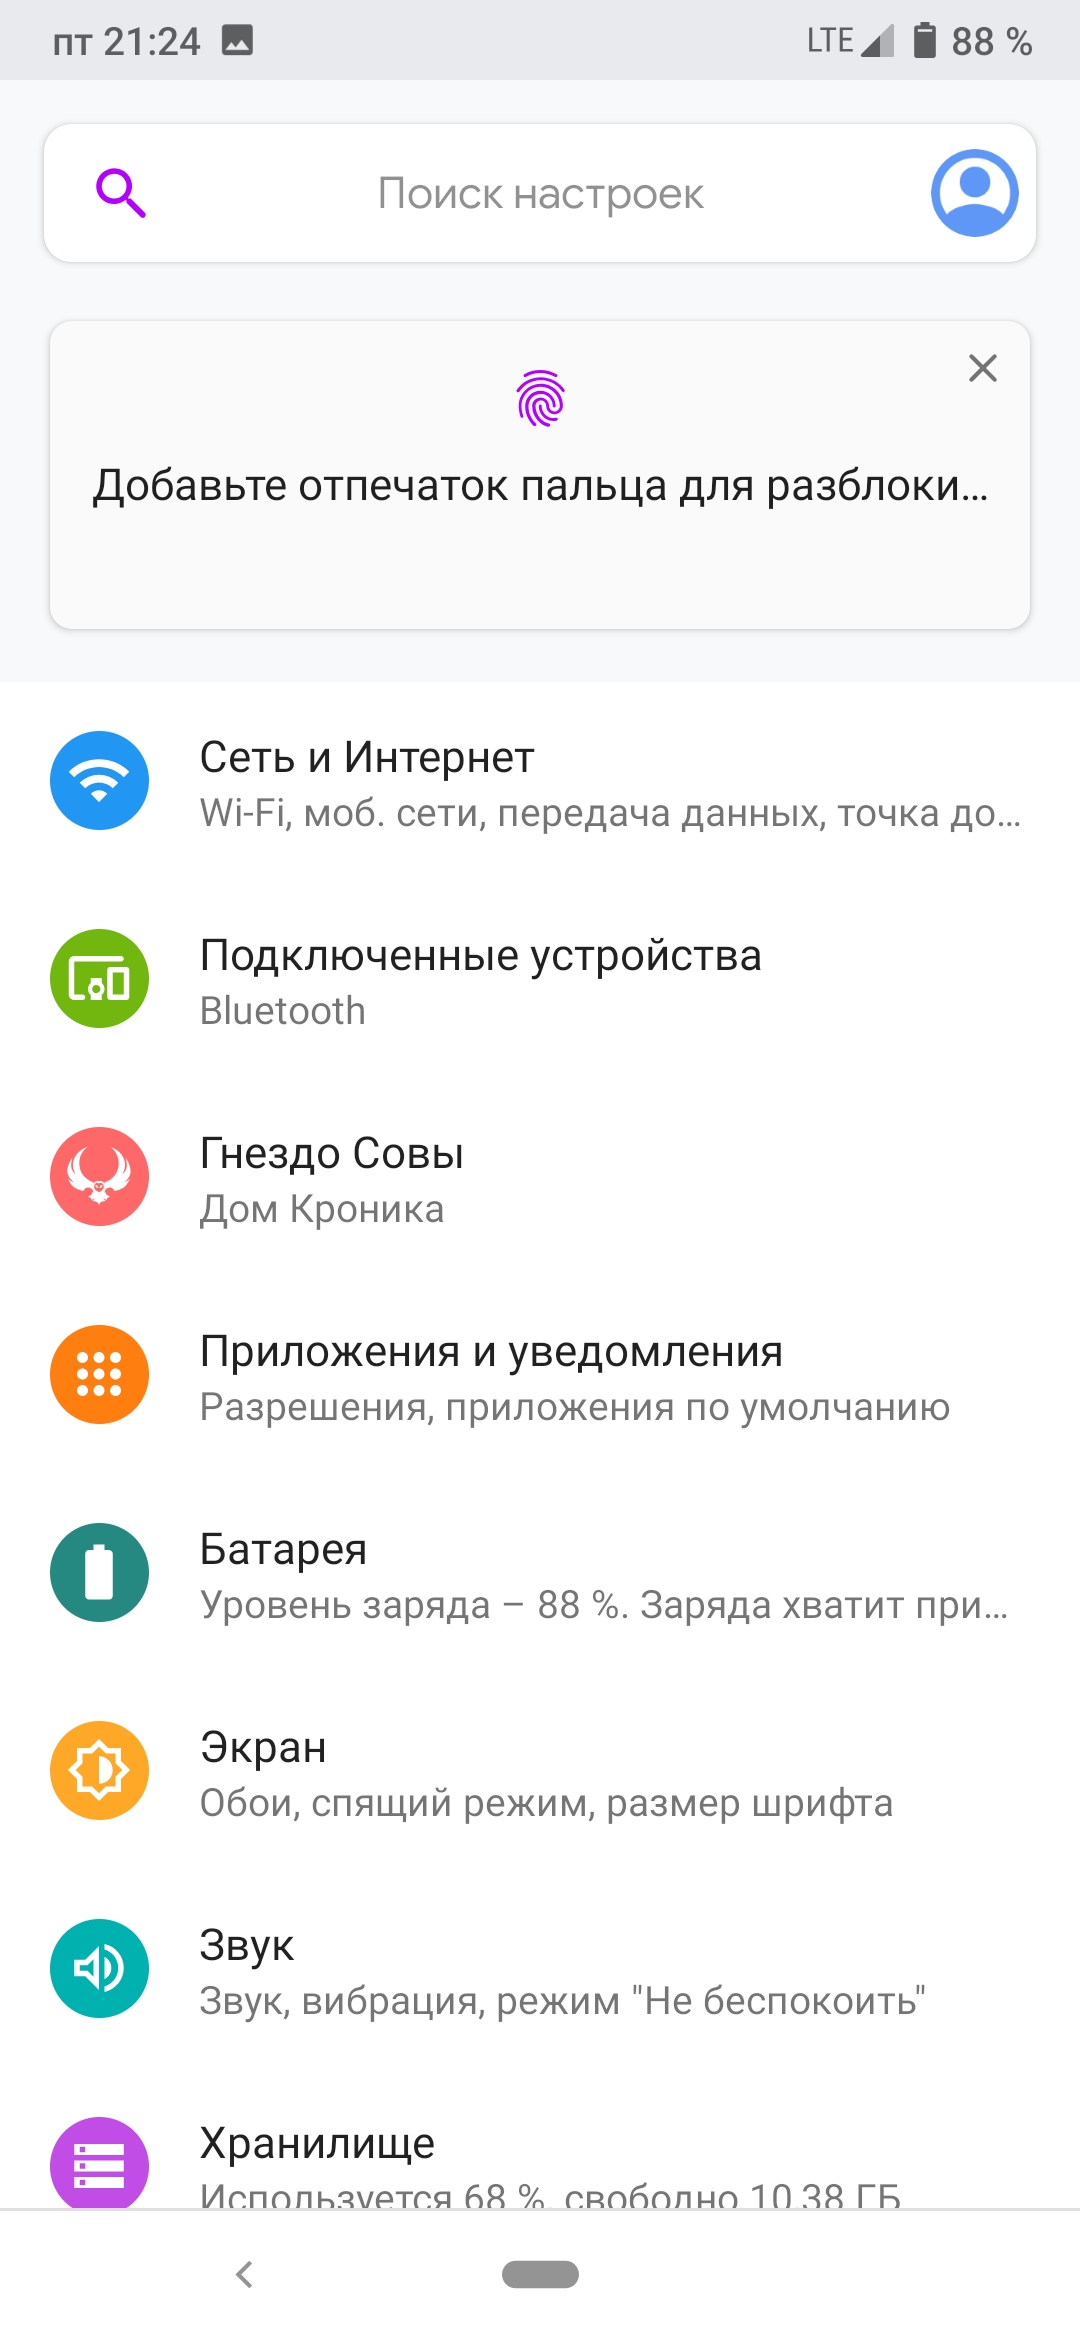 пт 21:24
LTE 88 %
Поиск настроек
Добавьте отпечаток пальца для разблоки...
Сеть и Интернет
Wi-Fi, моб. сети, передача данных, точка до...
Подключенные устройства
Bluetooth
Гнездо Совы
Дом Кроника
Приложения и уведомления
Разрешения, приложения по умолчанию
Батарея
Уровень заряда – 88 %. Заряда хватит при...
Экран
Обои, спящий режим, размер шрифта
Звук
Звук, вибрация, режим "Не беспокоить"
Хранилище
Используется 68 %, свободно 10,38 ГБ